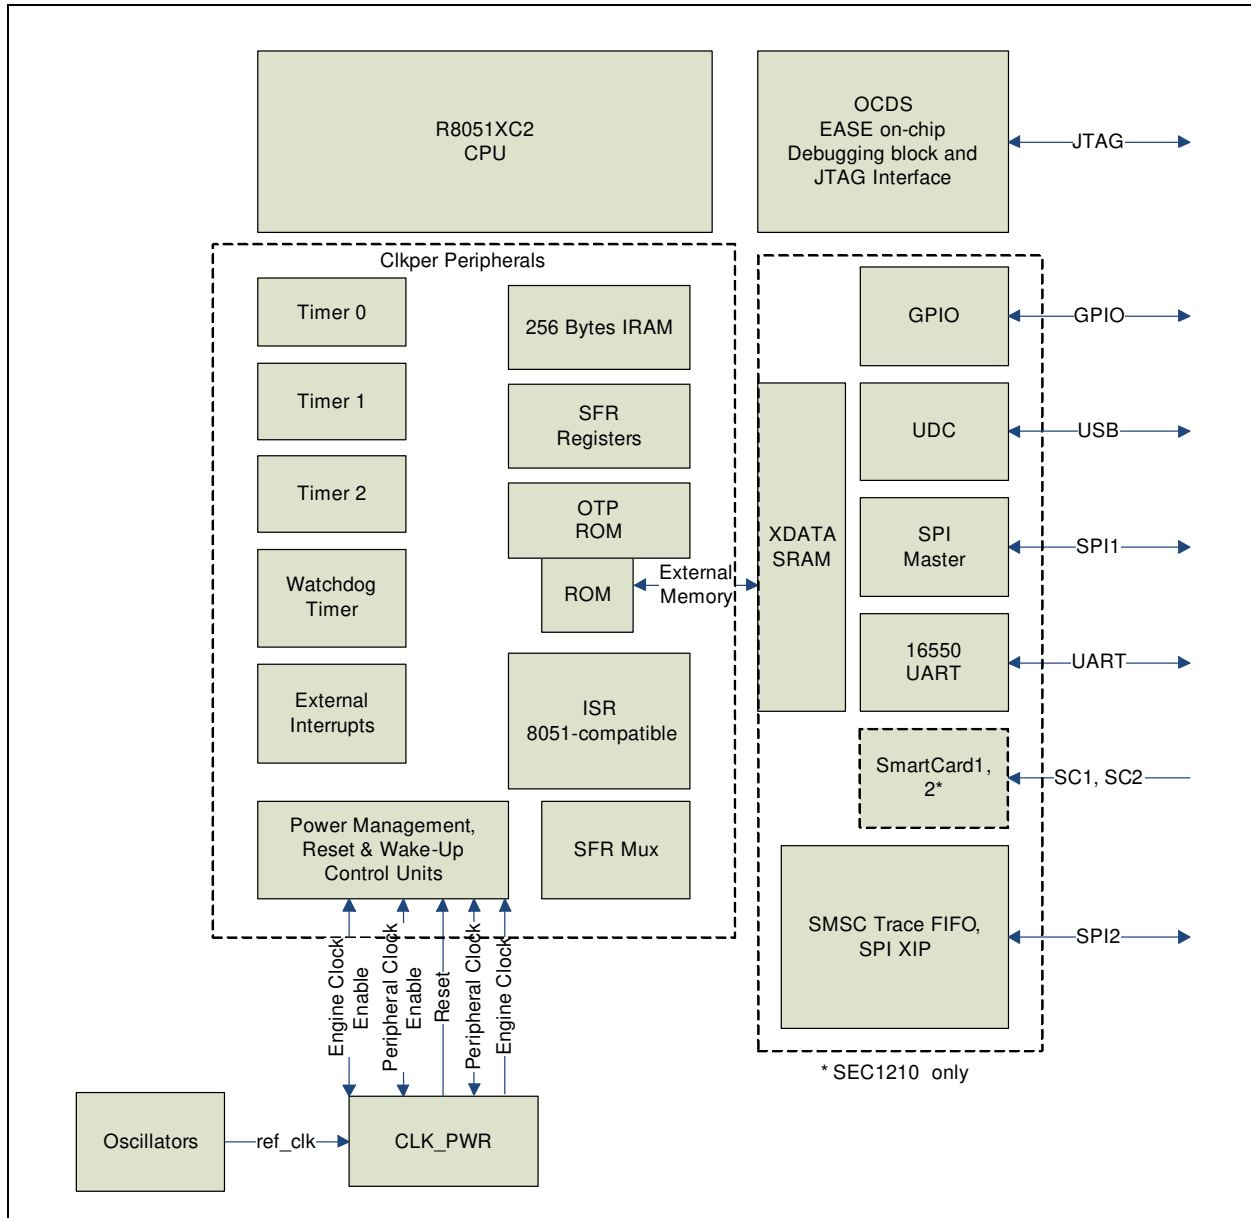 R8051XC2
CPU
OCDS
EASE on-chip
Debugging block and
JTAG Interface
JTAG
Clkper Peripherals
Timer 0
Timer 1
Timer 2
Watchdog
Timer
External
Interrupts
256 Bytes IRAM
SFR
Registers
OTP
ROM
ROM
External
Memory
ISR
8051-compatible
Power Management,
Reset & Wake-Up
Control Units
SFR Mux
XDATA
SRAM
GPIO
GPIO
UDC
USB
SPI
Master
SPI1
16550
UART
UART
SmartCard1,
2*
SC1, SC2
SMSC Trace FIFO,
SPI XIP
SPI2
* SEC1210 only
Engine Clock
Enable
Peripheral Clock
Enable
Reset
Peripheral Clock
Engine Clock
Oscillators
ref_clk
CLK_PWR